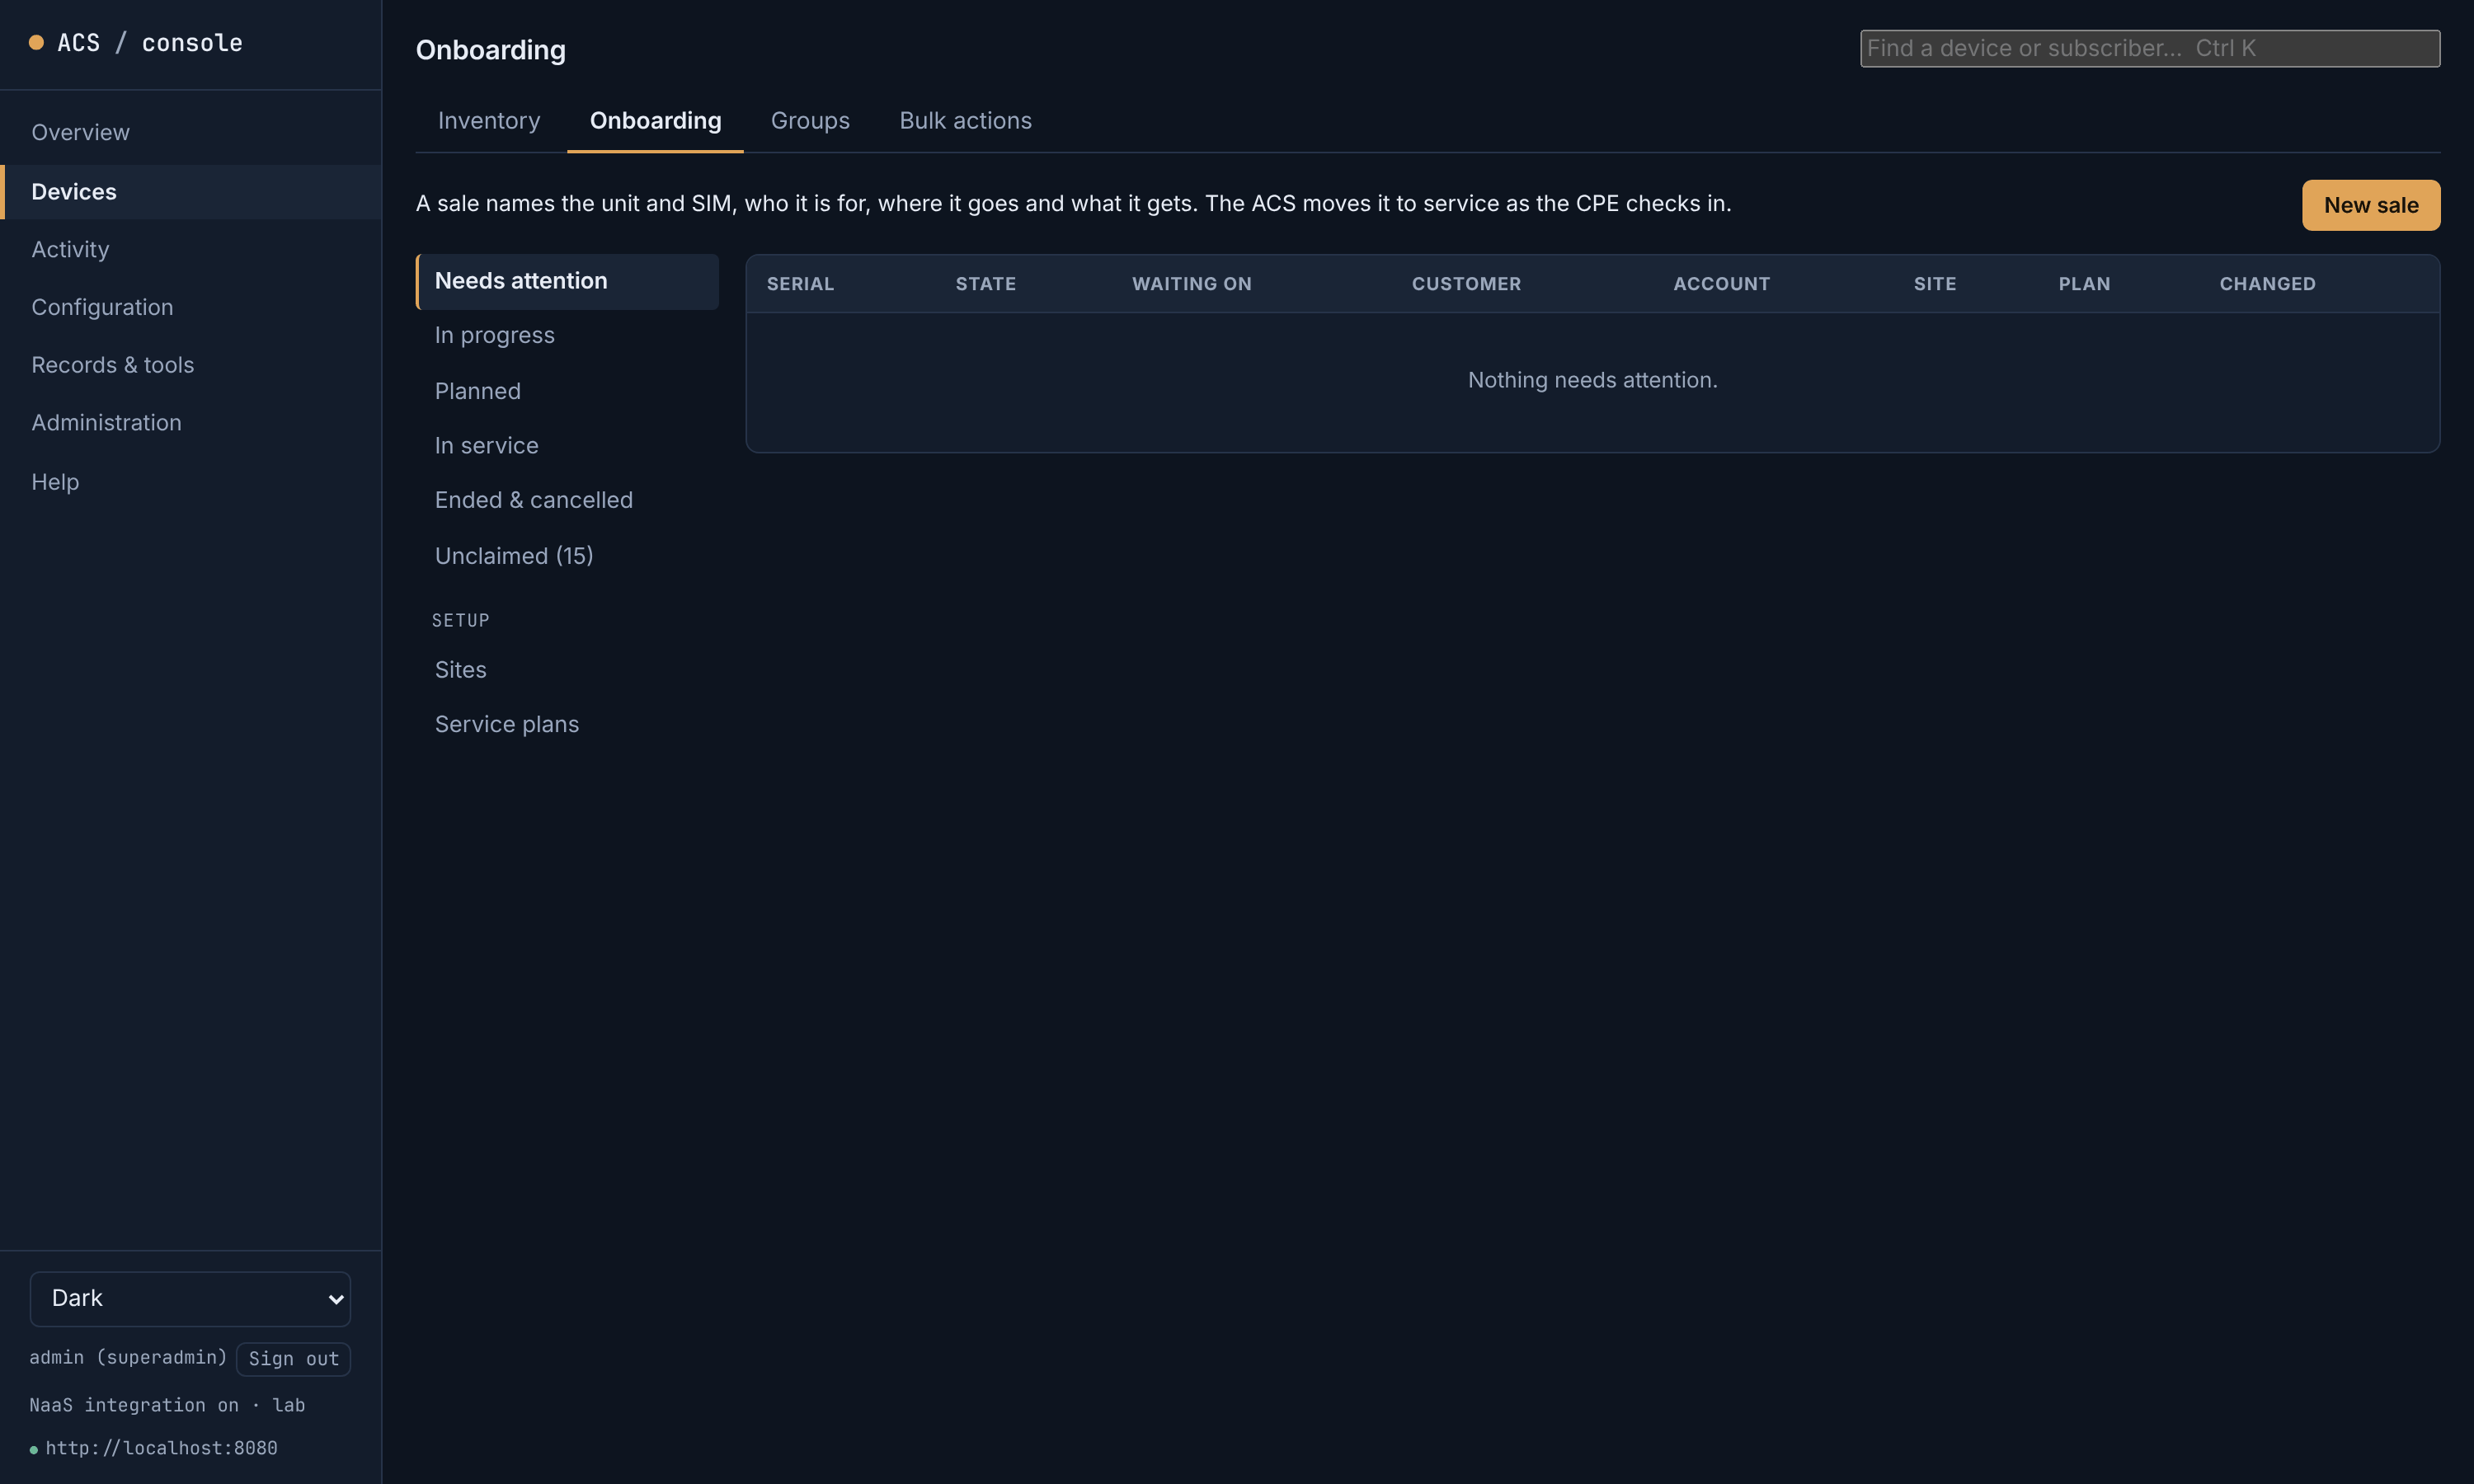 ACS / console
Overview
Devices
Activity
Configuration
Records & tools
Administration
Help
Dark
admin (superadmin) Sign out
NaaS integration on · lab
http://localhost:8080
Onboarding
Find a device or subscriber... Ctrl K
Inventory Onboarding Groups Bulk actions
A sale names the unit and SIM, who it is for, where it goes and what it gets. The ACS moves it to service as the CPE checks in.
New sale
Needs attention
In progress
Planned
In service
Ended & cancelled
Unclaimed (15)
SETUP
Sites
Service plans
SERIAL STATE WAITING ON CUSTOMER ACCOUNT SITE PLAN CHANGED
Nothing needs attention.